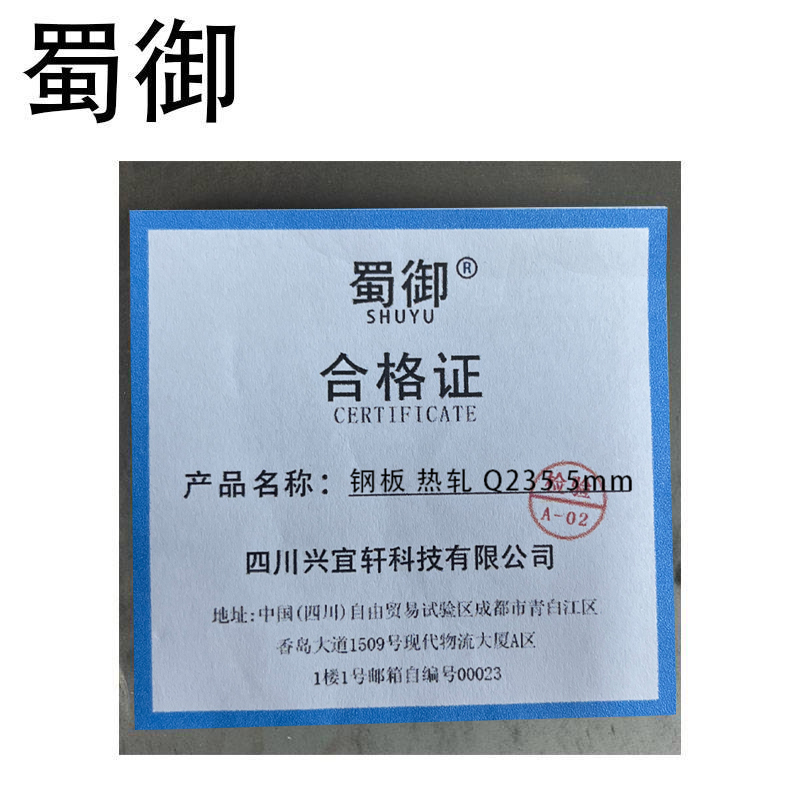 蜀御
蜀御®
SHUYU
合格证
CERTIFICATE
产品名称：钢板 热轧 Q235 5mm
检验
A-02
四川兴宜轩科技有限公司
地址:中国(四川)自由贸易试验区成都市青白江区
香岛大道1509号现代物流大厦A区
1楼1号邮箱自编号00023